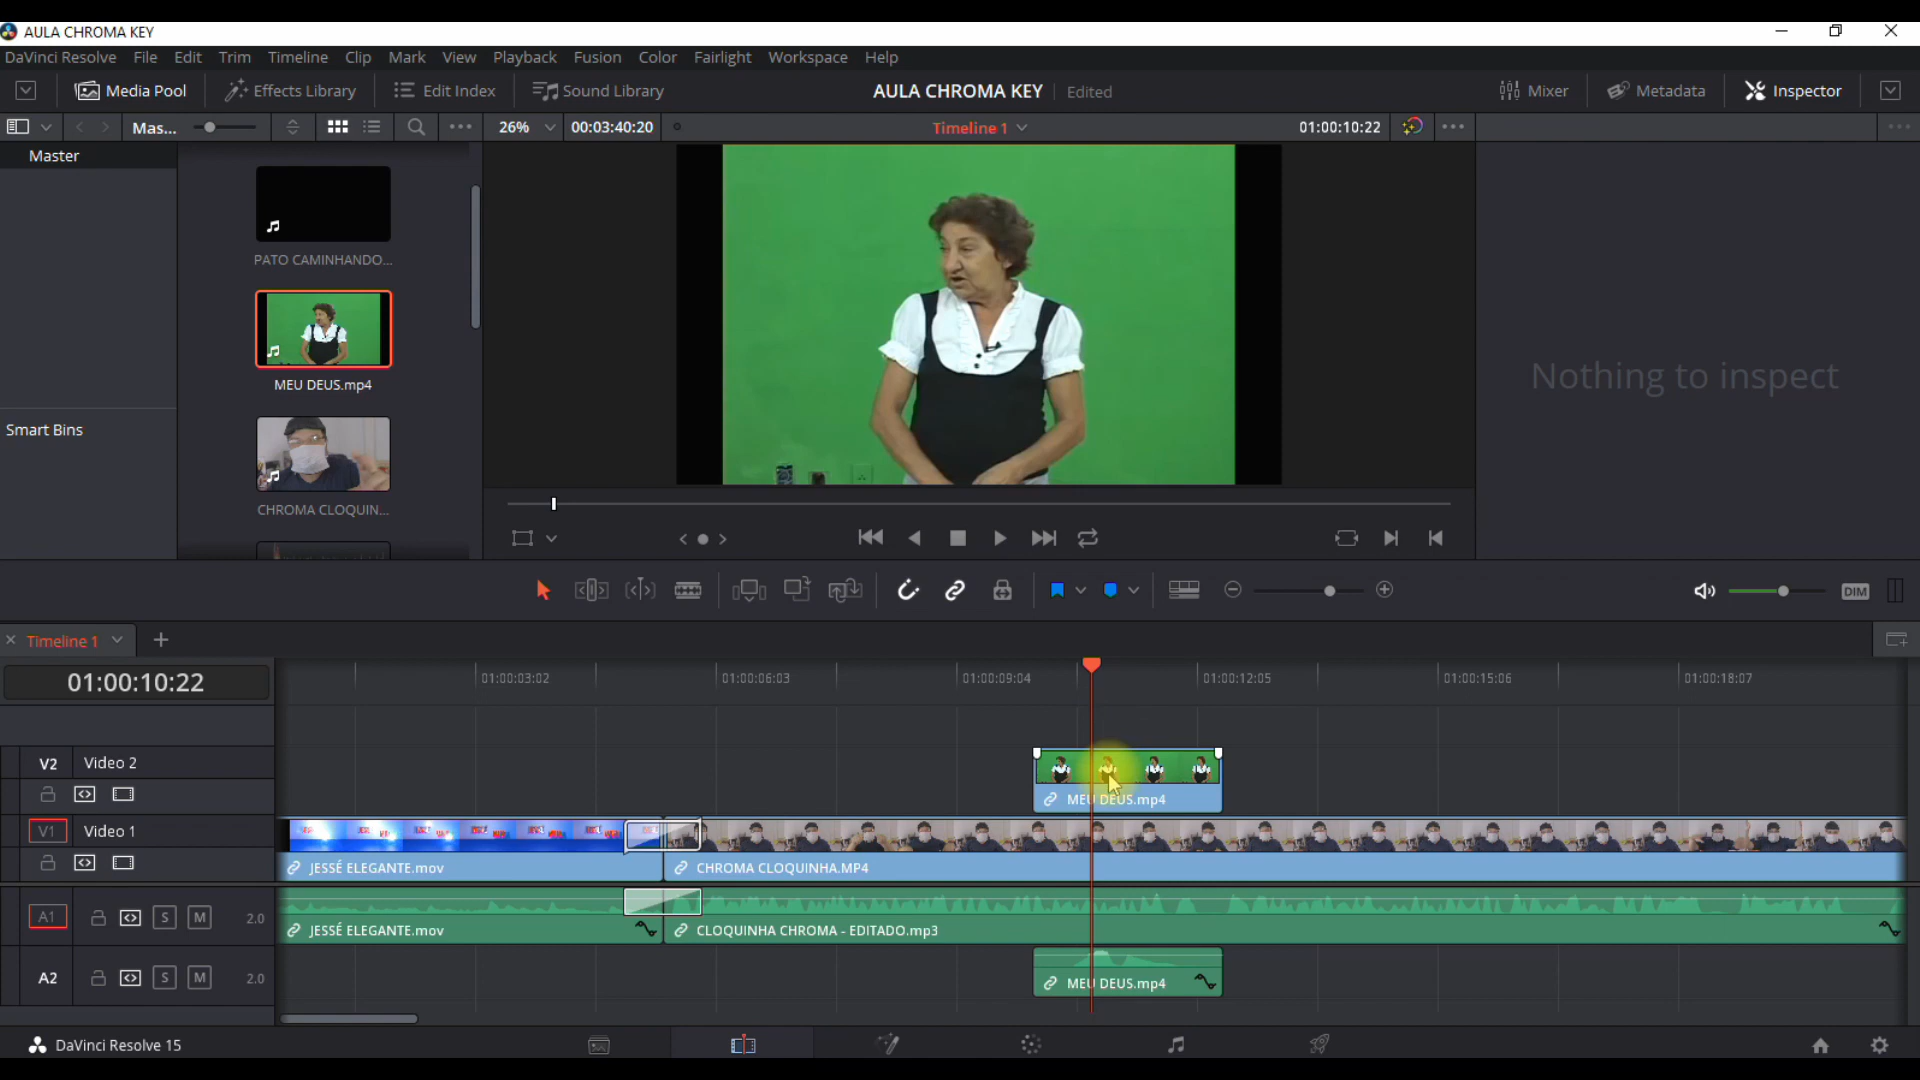 AULA CHROMA KEY
DaVinci Resolve File Edit Trim Timeline Clip Mark View Playback Fusion Color Fairlight Workspace Help
Media Pool Effects Library Edit Index Sound Library AULA CHROMA KEY Edited Mixer Metadata Inspector
Mas... 26% 00:03:40:20 Timeline 1 01:00:10:22
Master
PATO CAMINHANDO...
MEU DEUS.mp4
Nothing to inspect
Smart Bins
CHROMA CLOQUIN...
DIM
Timeline 1
01:00:10:22 01:00:03:02 01:00:06:03 01:00:09:04 01:00:12:05 01:00:15:06 01:00:18:07
V2 Video 2
MEU DEUS.mp4
V1 Video 1
JESSÉ ELEGANTE.mov CHROMA CLOQUINHA.MP4
A1 S M 2.0
JESSÉ ELEGANTE.mov CLOQUINHA CHROMA - EDITADO.mp3
A2 S M 2.0 MEU DEUS.mp4
DaVinci Resolve 15